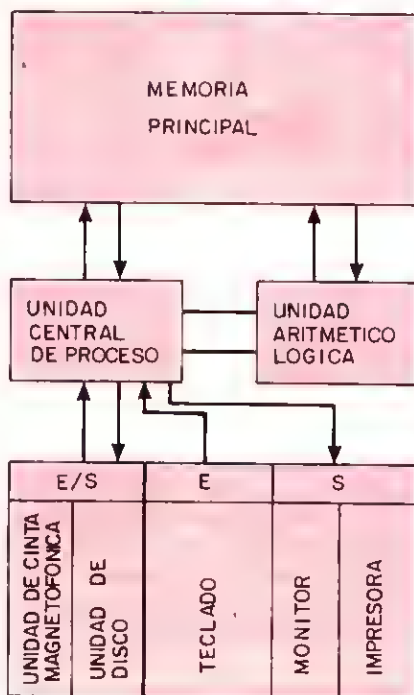 MEMORIA
PRINCIPAL
UNIDAD
CENTRAL
DE PROCESO
UNIDAD
ARITMETICO
LOGICA
E/S
E
S
UNIDAD DE CINTA
MAGNETOFONICA
UNIDAD DE
DISCO
TECLADO
MONITOR
IMPRESORA